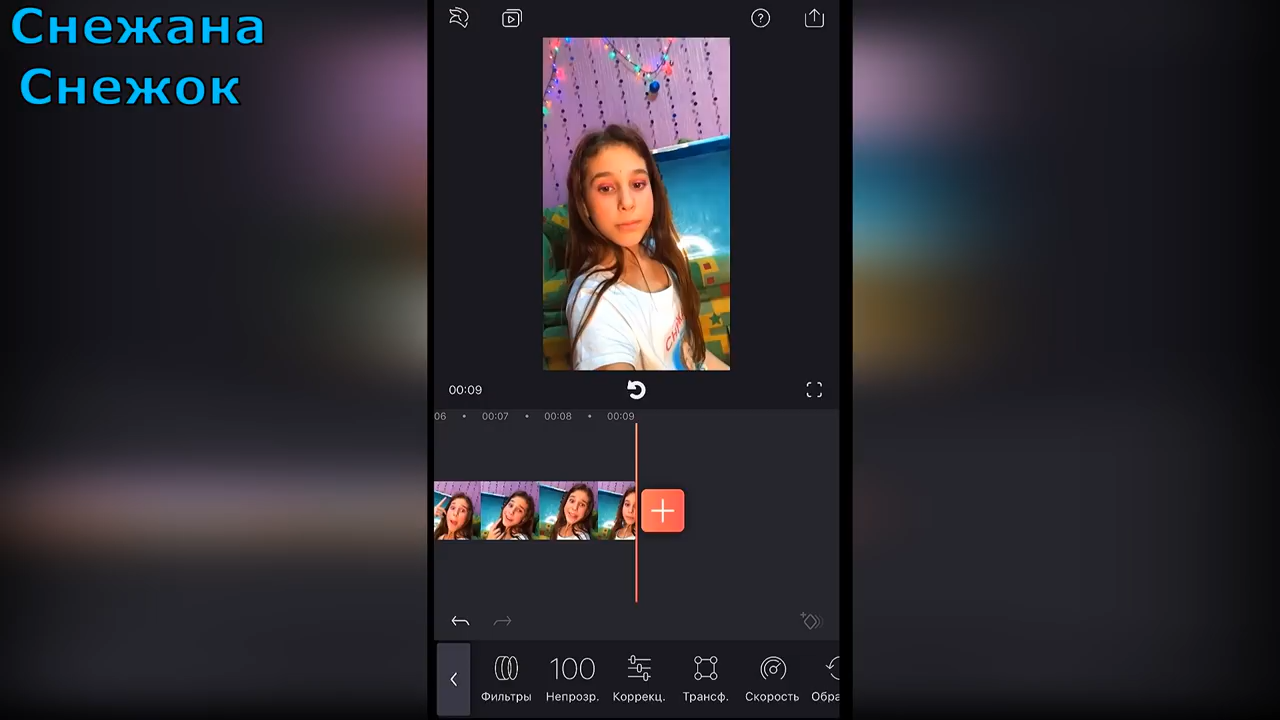 Снежана
Снежок
00:09
06 00:07 00:08 00:09
100
Фильтры Непрозр. Коррекц. Трансф. Скорость Обра